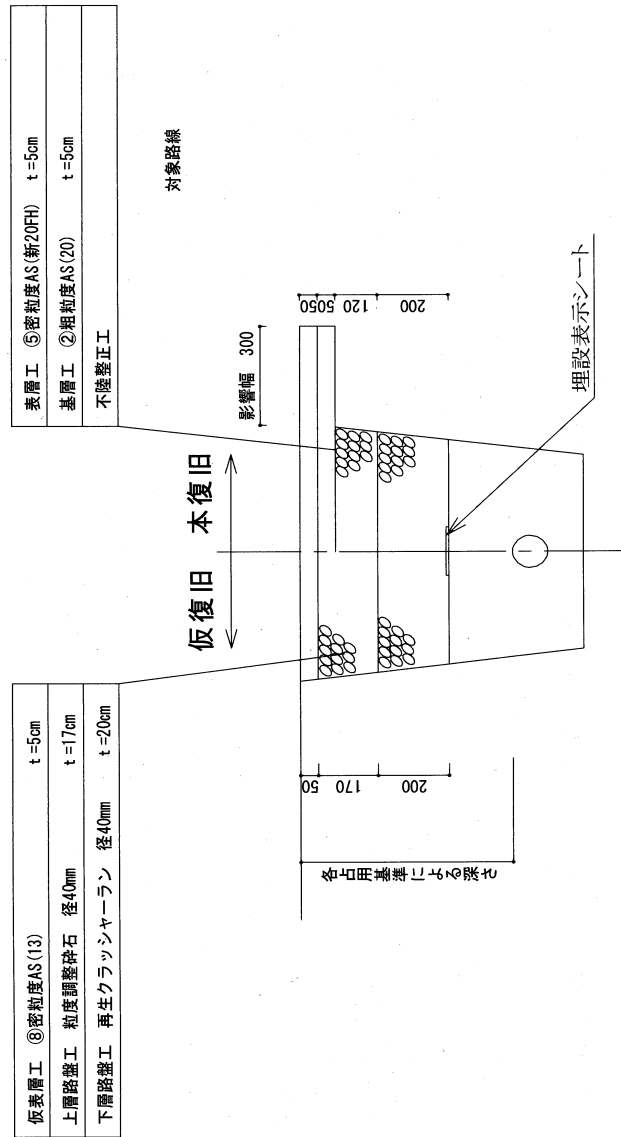 仮表層工 ⑧密粒度AS(13) t=5cm
上層路盤工 粒度調整砕石 径40mm t=17cm
下層路盤工 再生クラッシャーラン 径40mm t=20cm
表層工 ⑤密粒度AS(新20FH) t=5cm
基層工 ②粗粒度AS(20) t=5cm
不陸整正工
対象路線
仮復旧 本復旧
影響幅 300
50
170
200
各占用基準による深さ
5050
120
200
埋設表示シート